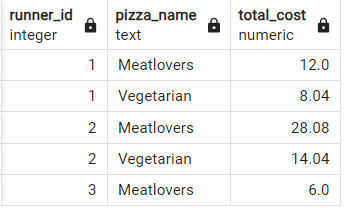 runner_id pizza_name total_cost
integer text numeric
1 Meatlovers 12.0
1 Vegetarian 8.04
2 Meatlovers 28.08
2 Vegetarian 14.04
3 Meatlovers 6.0